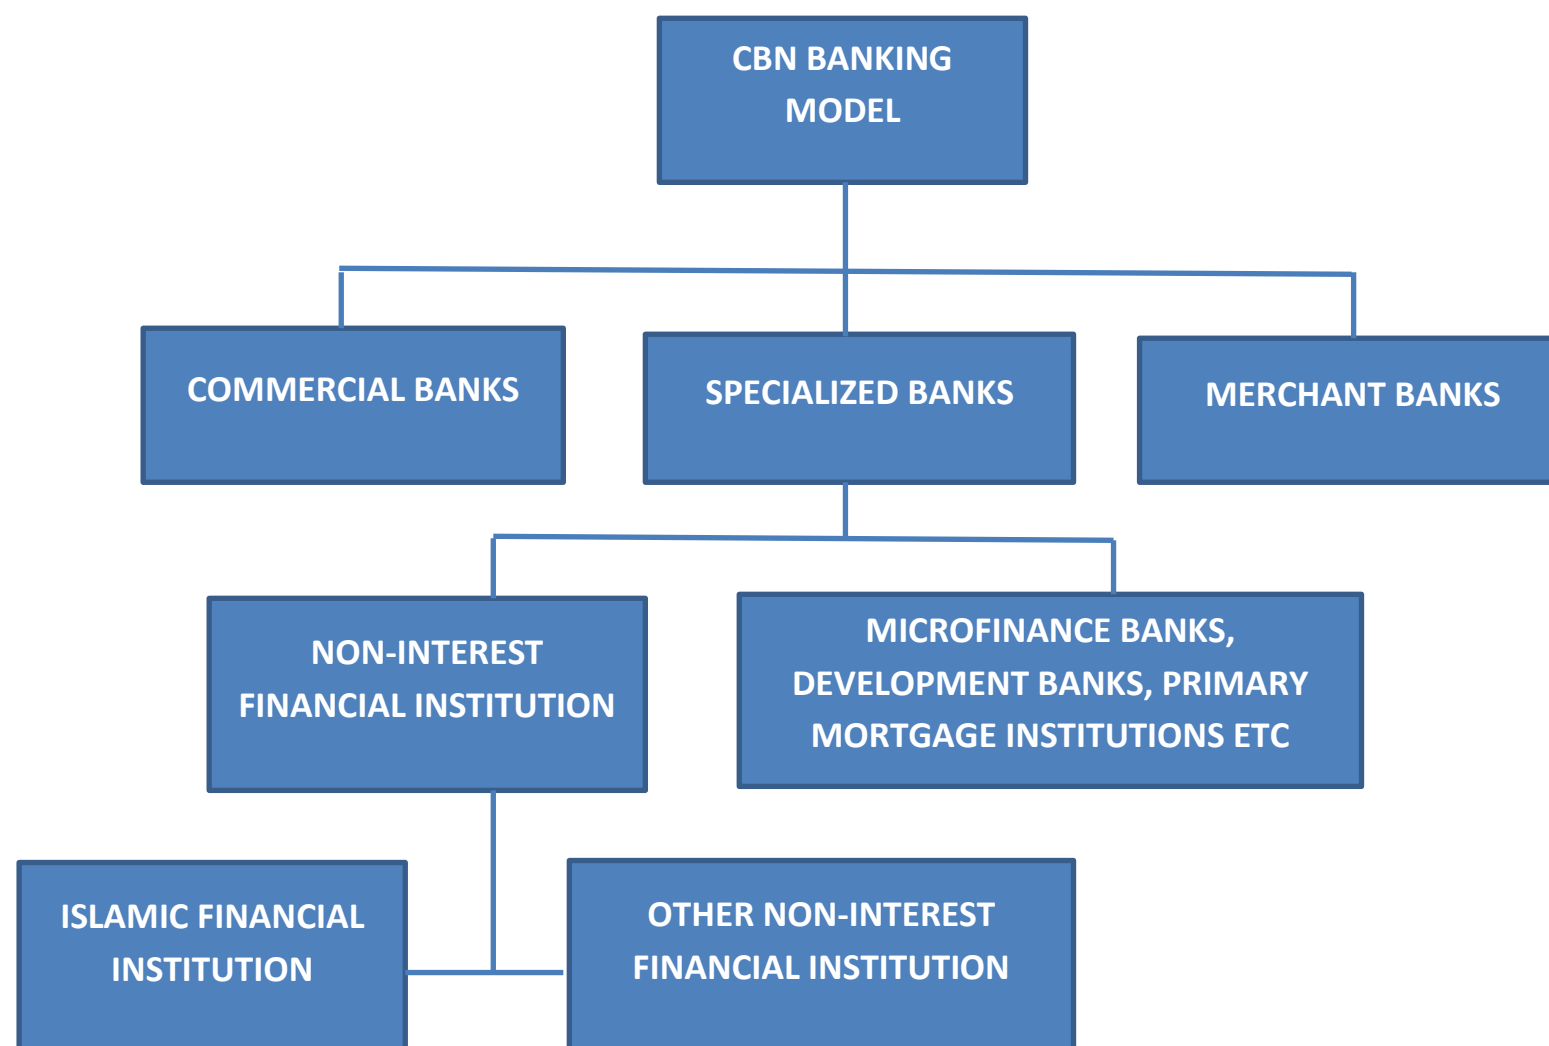 CBN BANKING
MODEL
COMMERCIAL BANKS
SPECIALIZED BANKS
MERCHANT BANKS
NON-INTEREST
FINANCIAL INSTITUTION
MICROFINANCE BANKS,
DEVELOPMENT BANKS, PRIMARY
MORTGAGE INSTITUTIONS ETC
ISLAMIC FINANCIAL
INSTITUTION
OTHER NON-INTEREST
FINANCIAL INSTITUTION